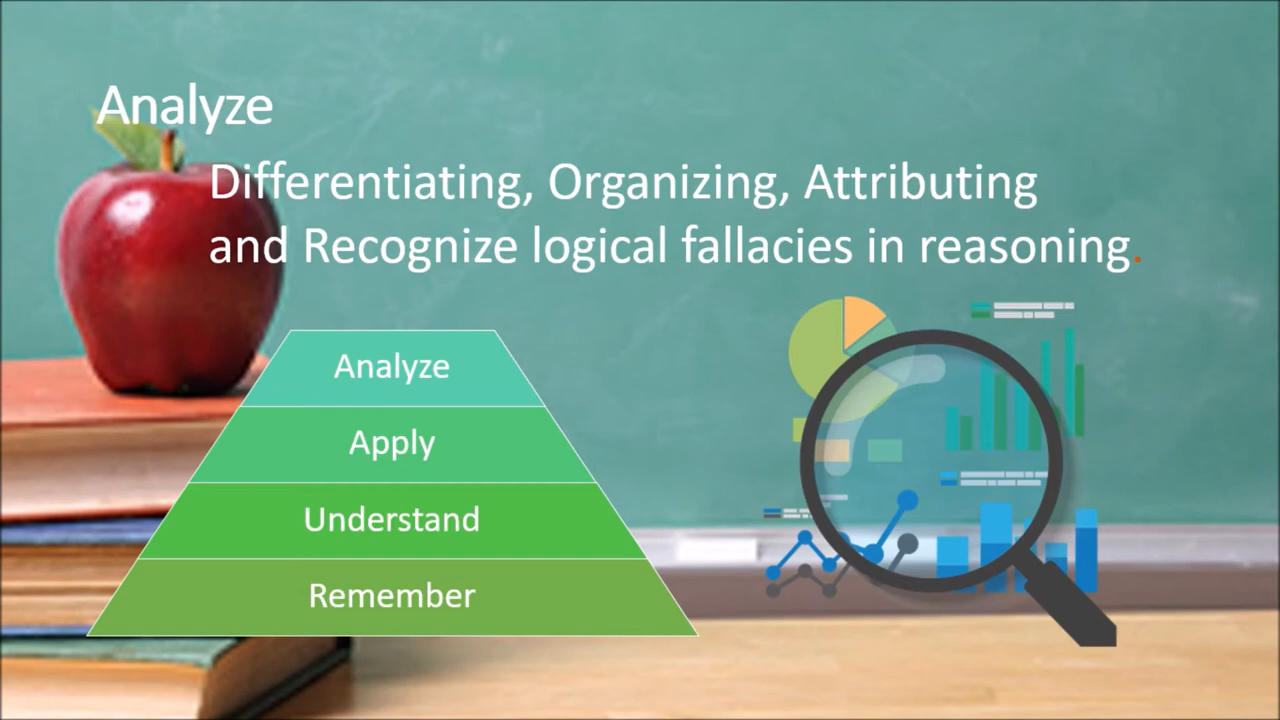 Analyze
Differentiating, Organizing, Attributing
and Recognize logical fallacies in reasoning.
Analyze
Apply
Understand
Remember